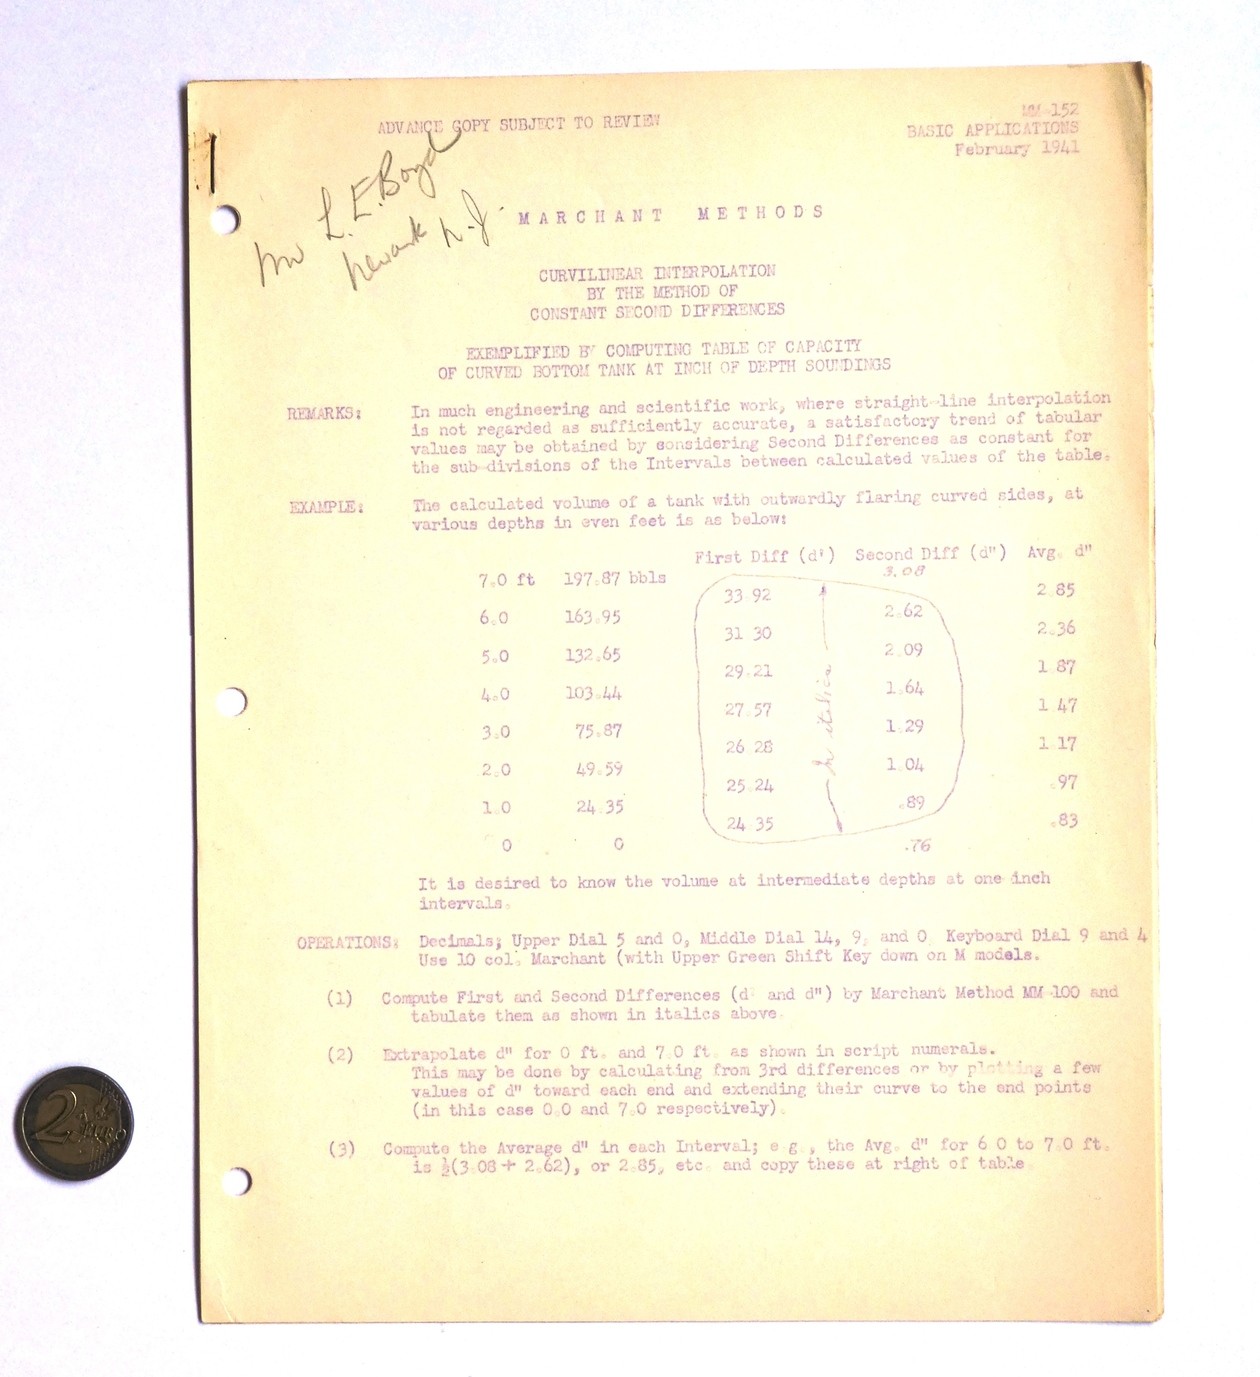 ADVANCE COPY SUBJECT TO REVIEW
MM-152
BASIC APPLICATIONS
February 1941
Mr L. E. Boyd
Newark N.J.
MARCHANT METHODS
CURVILINEAR INTERPOLATION
BY THE METHOD OF
CONSTANT SECOND DIFFERENCES
EXEMPLIFIED BY COMPUTING TABLE OF CAPACITY
OF CURVED BOTTOM TANK AT INCH OF DEPTH SOUNDINGS
REMARKS: In much engineering and scientific work, where straight-line interpolation
is not regarded as sufficiently accurate, a satisfactory trend of tabular
values may be obtained by considering Second Differences as constant for
the sub-divisions of the Intervals between calculated values of the table.
EXAMPLE: The calculated volume of a tank with outwardly flaring curved sides, at
various depths in even feet is as below:
First Diff (d') Second Diff (d") Avg. d"
7.0 ft 197.87 bbls 3.08
33.92 2.85
6.0 163.95 2.62
31.30 2.36
5.0 132.65 2.09
29.21 1.87
4.0 103.44 1.64
27.57 1.47
3.0 75.87 1.29
26.28 1.17
2.0 49.59 1.04
25.24 .97
1.0 24.35 .89
24.35 .83
0 0 .76
In italics
It is desired to know the volume at intermediate depths at one-inch
intervals.
OPERATIONS: Decimals; Upper Dial 5 and 0, Middle Dial 14, 9, and 0. Keyboard Dial 9 and 4
Use 10 col. Marchant (with Upper Green Shift Key down on M models.
(1) Compute First and Second Differences (d' and d") by Marchant Method MM-100 and
tabulate them as shown in italics above.
(2) Extrapolate d" for 0 ft. and 7.0 ft. as shown in script numerals.
This may be done by calculating from 3rd differences or by plotting a few
values of d" toward each end and extending their curve to the end points
(in this case 0.0 and 7.0 respectively).
(3) Compute the Average d" in each Interval; e.g., the Avg. d" for 6.0 to 7.0 ft.
is ½(3.08 + 2.62), or 2.85, etc. and copy these at right of table.
2 EURO